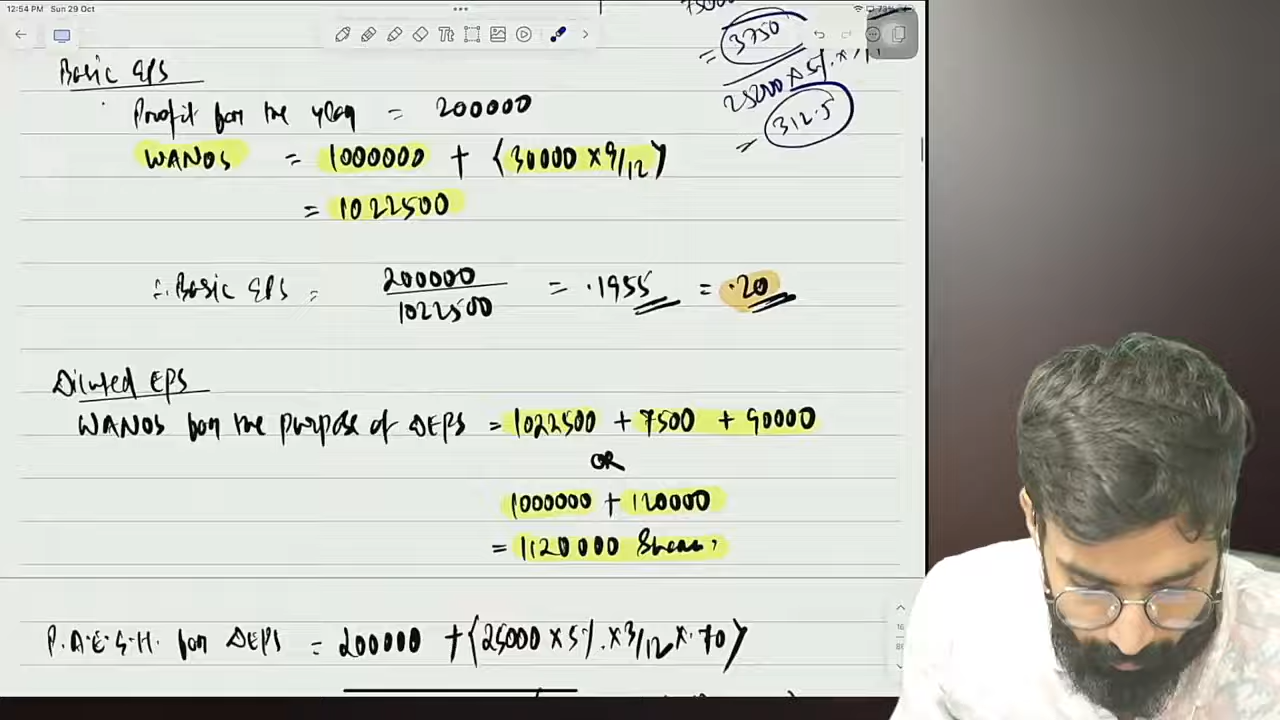 12:54 PM Sun 29 Oct
73%
= 3750
25000 × 5% ×
= 312.5
Basic EPS
Profit for the year = 200000
WANOS = 1000000 + (30000 × 9/12)
= 1022500
∴ Basic EPS = 200000 / 1022500 = .1955 = .20
Diluted EPS
WANOS for the purpose of DEPS = 1022500 + 7500 + 90000
OR
1000000 + 120000
= 1120000 Shares
P.A.E.S.H. for DEPS = 200000 + (25000 × 5% × 3/12 × .70)